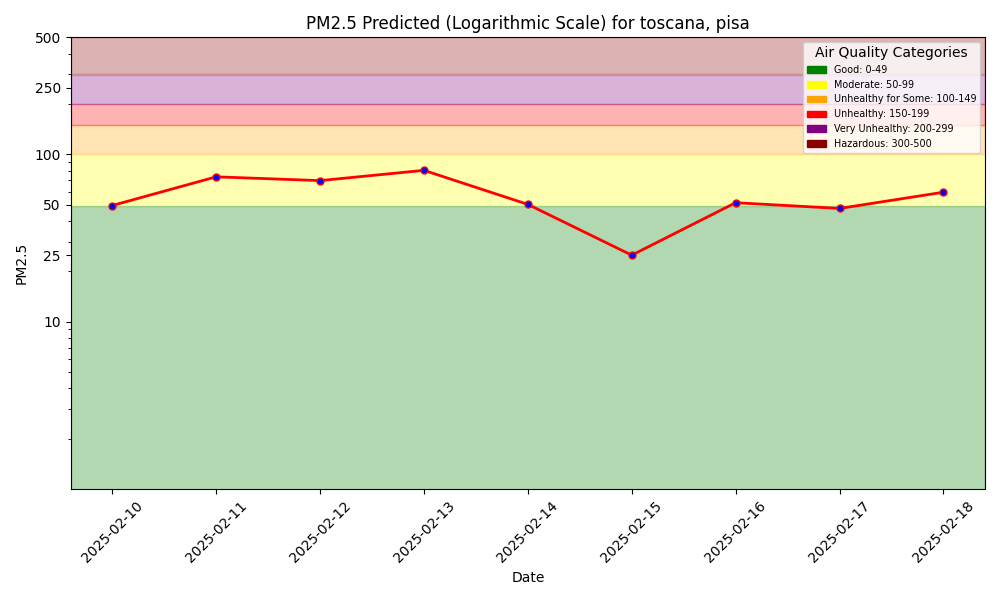 PM2.5 Predicted (Logarithmic Scale) for toscana, pisa
500
250
100
50
25
10
PM2.5
Air Quality Categories
Good: 0-49
Moderate: 50-99
Unhealthy for Some: 100-149
Unhealthy: 150-199
Very Unhealthy: 200-299
Hazardous: 300-500
2025-02-10
2025-02-11
2025-02-12
2025-02-13
2025-02-14
2025-02-15
2025-02-16
2025-02-17
2025-02-18
Date